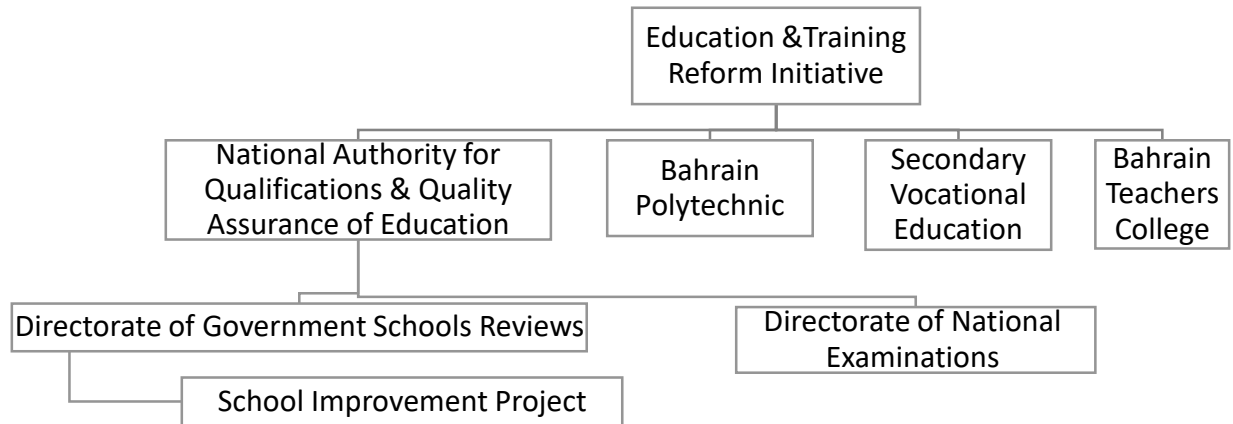 Education &Training
Reform Initiative
National Authority for
Qualifications & Quality
Assurance of Education
Bahrain
Polytechnic
Secondary
Vocational
Education
Bahrain
Teachers
College
Directorate of Government Schools Reviews
Directorate of National
Examinations
School Improvement Project